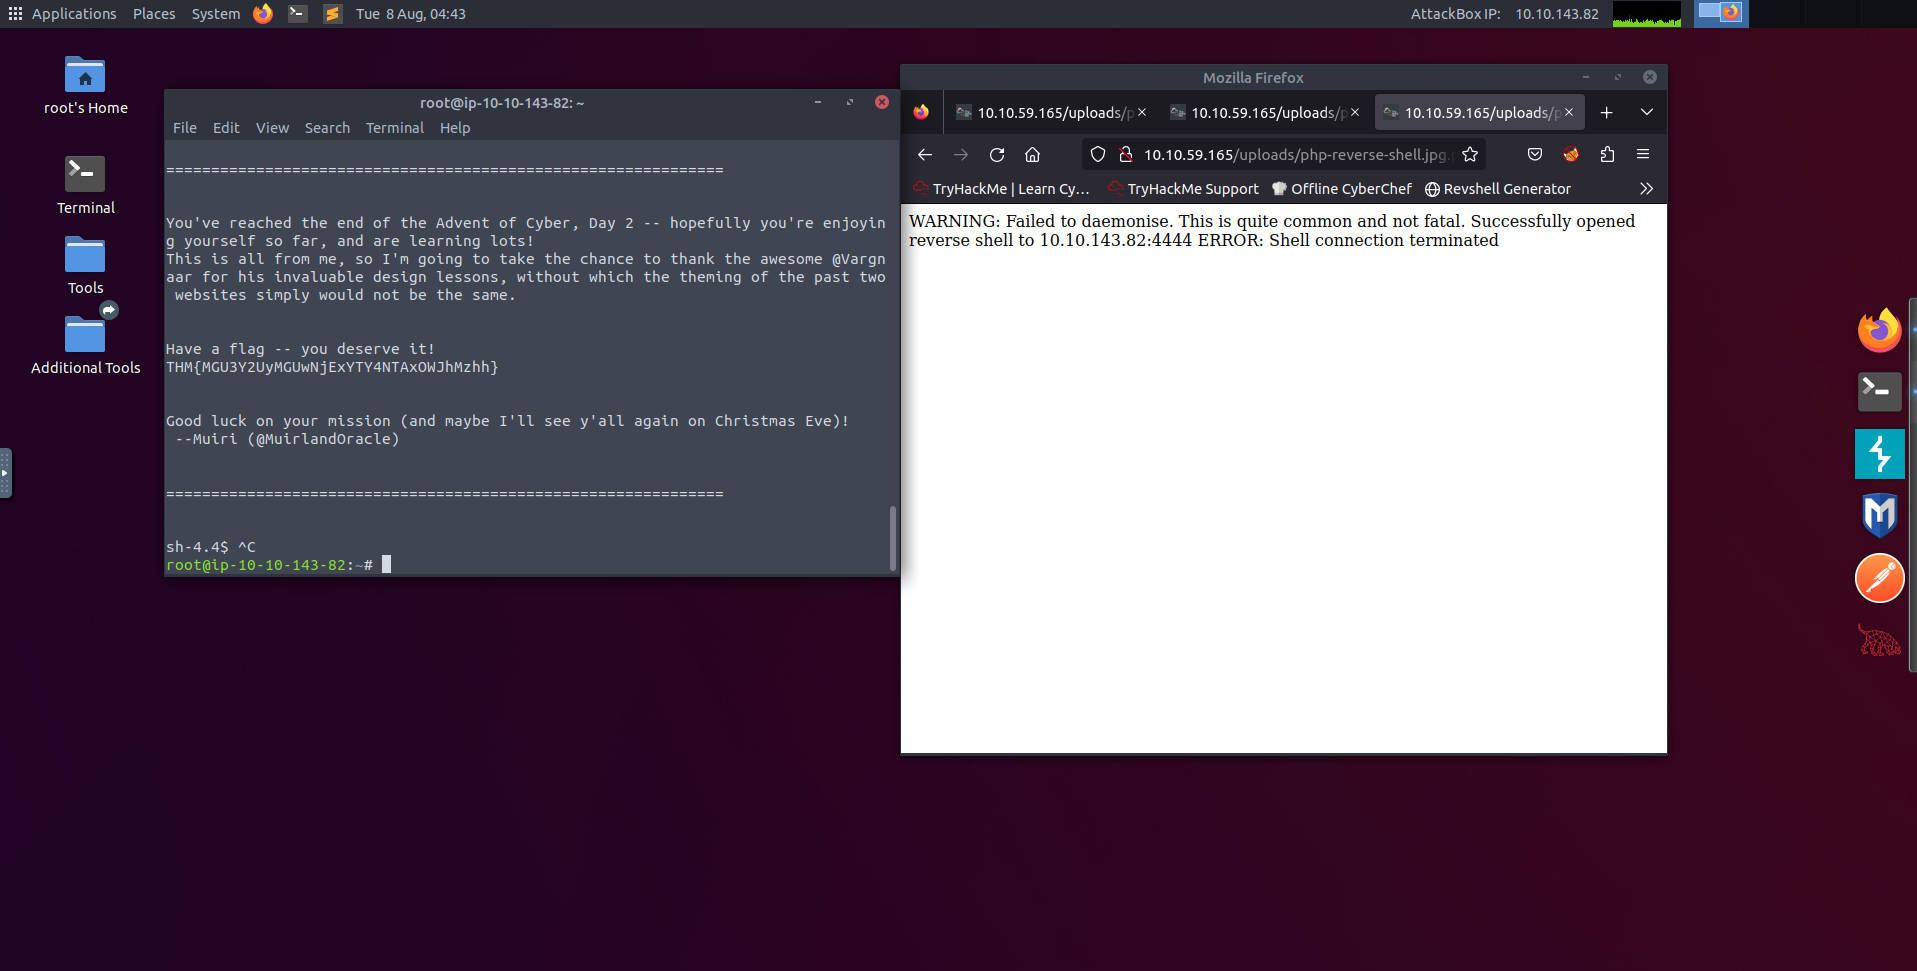 Applications Places System Tue 8 Aug, 04:43 AttackBox IP: 10.10.143.82
root's Home
Terminal
Tools
Additional Tools
root@ip-10-10-143-82: ~
File Edit View Search Terminal Help
==============================================================
You've reached the end of the Advent of Cyber, Day 2 -- hopefully you're enjoyin
g yourself so far, and are learning lots!
This is all from me, so I'm going to take the chance to thank the awesome @Vargn
aar for his invaluable design lessons, without which the theming of the past two
websites simply would not be the same.
Have a flag -- you deserve it!
THM{MGU3Y2UyMGUwNjExYTY4NTAxOWJhMzhh}
Good luck on your mission (and maybe I'll see y'all again on Christmas Eve)!
--Muiri (@MuirlandOracle)
==============================================================
sh-4.4$ ^C
root@ip-10-10-143-82:~#
Mozilla Firefox
10.10.59.165/uploads/p 10.10.59.165/uploads/p 10.10.59.165/uploads/p
10.10.59.165/uploads/php-reverse-shell.jpg.p
TryHackMe | Learn Cy… TryHackMe Support Offline CyberChef Revshell Generator
WARNING: Failed to daemonise. This is quite common and not fatal. Successfully opened
reverse shell to 10.10.143.82:4444 ERROR: Shell connection terminated